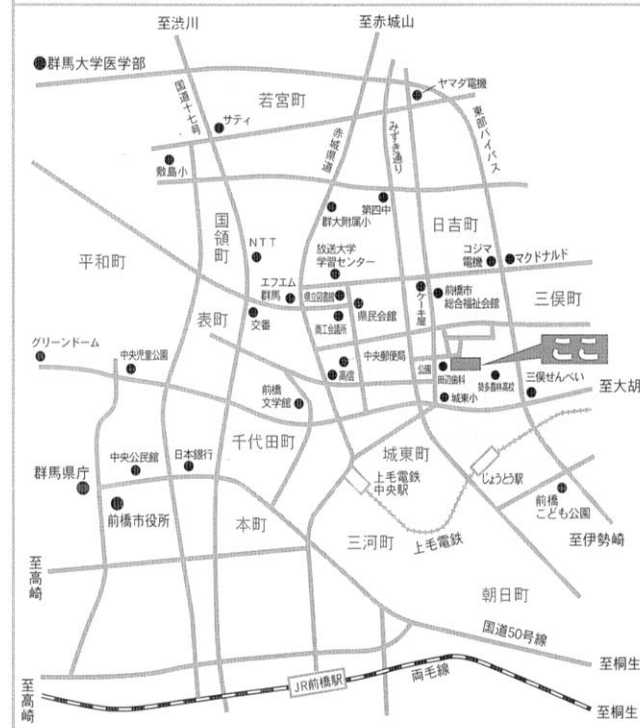 至渋川
至赤城山
群馬大学医学部
国道十七号
若宮町
ヤマダ電機
サティ
赤城県道
みずき通り
東部バイパス
敷島小
群大附属小
第四中
国領町
日吉町
NTT
放送大学
学習センター
コジマ
電機
マクドナルド
平和町
エフエム
群馬
県立図書館
県民会館
ケーキ屋
前橋市
総合福祉会館
三俣町
表町
交番
商工会議所
グリーンドーム
中央児童公園
中央郵便局
高信
公園
田辺歯科
勢多農林高校
ここ
三俣せんべい
至大胡
前橋
文学館
城東小
千代田町
城東町
中央公民館
日本銀行
群馬県庁
上毛電鉄
中央駅
じょうとう駅
前橋市役所
前橋
こども公園
本町
三河町
上毛電鉄
至伊勢崎
至高崎
朝日町
国道50号線
至桐生
JR前橋駅
両毛線
至高崎
至桐生